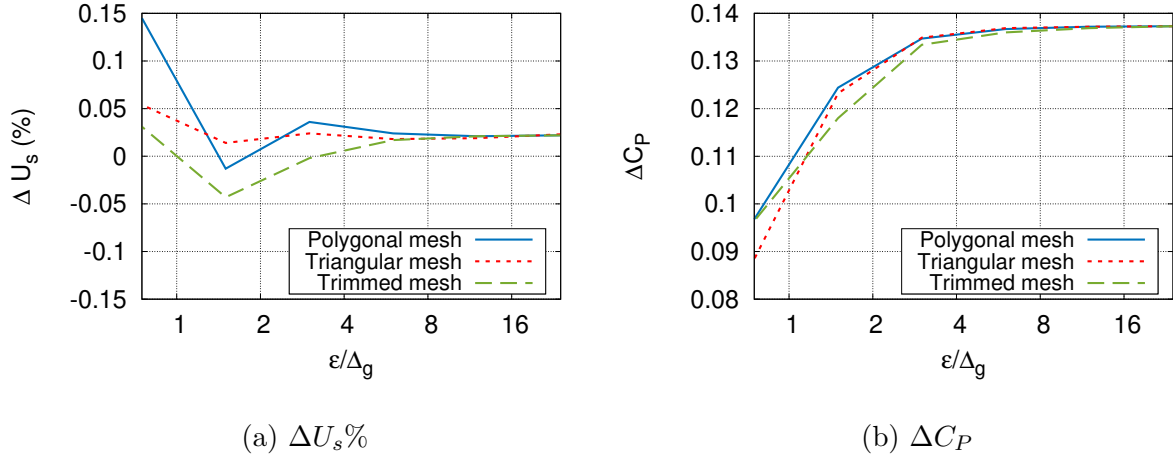 0.15
0.1
0.05
0
-0.05
-0.1
-0.15
Δ U_s (%)
Polygonal mesh
Triangular mesh
Trimmed mesh
1 2 4 8 16
ε/Δ_g
(a) ΔU_s%
0.14
0.13
0.12
0.11
0.1
0.09
0.08
ΔC_P
Polygonal mesh
Triangular mesh
Trimmed mesh
1 2 4 8 16
ε/Δ_g
(b) ΔC_P